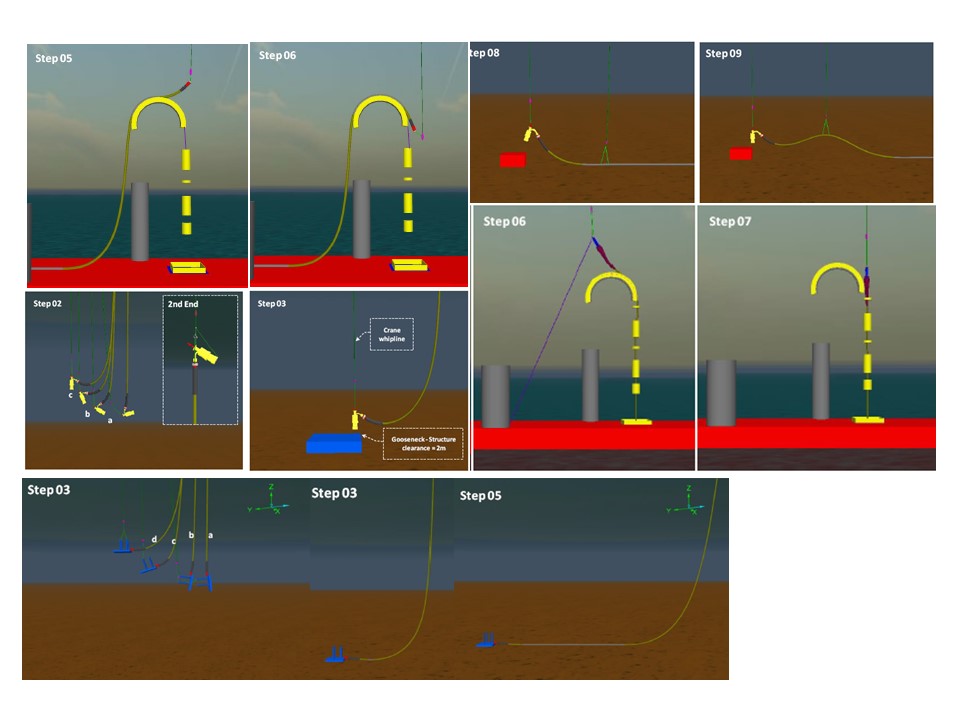 Step 05
Step 06
tep 08
Step 09
Step 06
Step 07
Step 02
2nd End
c
b
a
Step 03
Crane
whipline
Gooseneck - Structure
clearance = 2m
Step 03
d
c
b
a
Z
Y
X
Step 03
Step 05
Z
Y
X